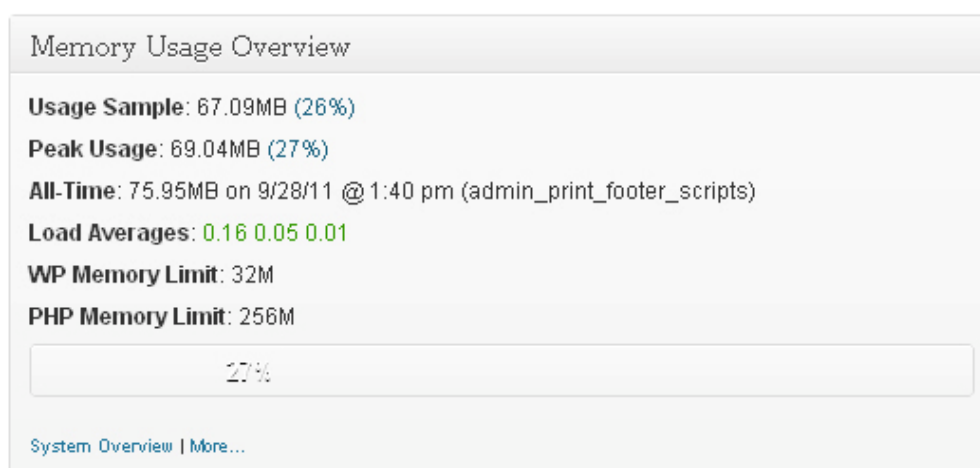 Memory Usage Overview
Usage Sample: 67.09MB (26%)
Peak Usage: 69.04MB (27%)
All-Time: 75.95MB on 9/28/11 @ 1:40 pm (admin_print_footer_scripts)
Load Averages: 0.16 0.05 0.01
WP Memory Limit: 32M
PHP Memory Limit: 256M
27%
System Overview | More...